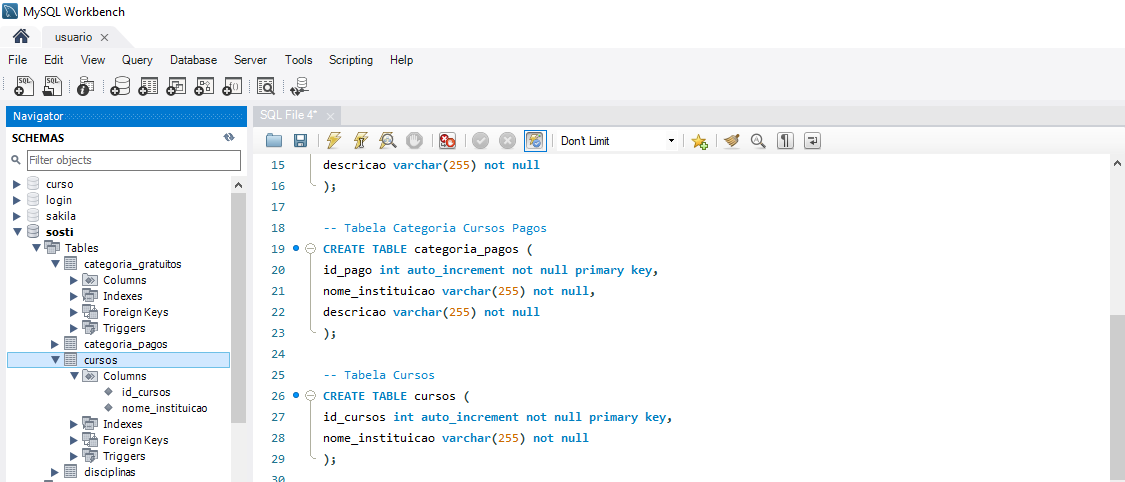 MySQL Workbench
usuario
File Edit View Query Database Server Tools Scripting Help
Navigator
SCHEMAS
Filter objects
curso
login
sakila
sosti
Tables
categoria_gratuitos
Columns
Indexes
Foreign Keys
Triggers
categoria_pagos
cursos
Columns
id_cursos
nome_instituicao
Indexes
Foreign Keys
Triggers
disciplinas
SQL File 4*
Don't Limit
15 descricao varchar(255) not null
16 );
17
18 -- Tabela Categoria Cursos Pagos
19 CREATE TABLE categoria_pagos (
20 id_pago int auto_increment not null primary key,
21 nome_instituicao varchar(255) not null,
22 descricao varchar(255) not null
23 );
24
25 -- Tabela Cursos
26 CREATE TABLE cursos (
27 id_cursos int auto_increment not null primary key,
28 nome_instituicao varchar(255) not null
29 );
30